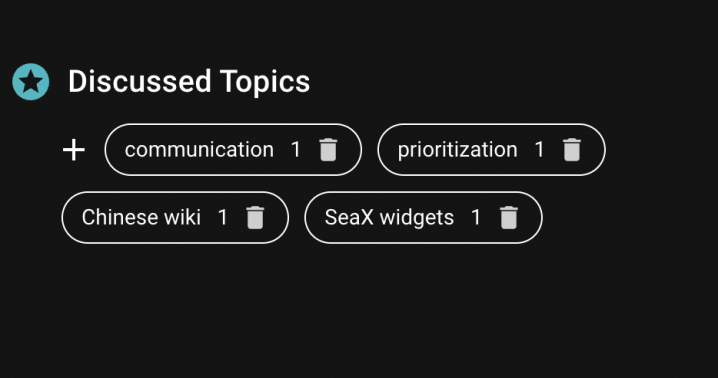 Discussed Topics
+ communication 1 prioritization 1
Chinese wiki 1 SeaX widgets 1